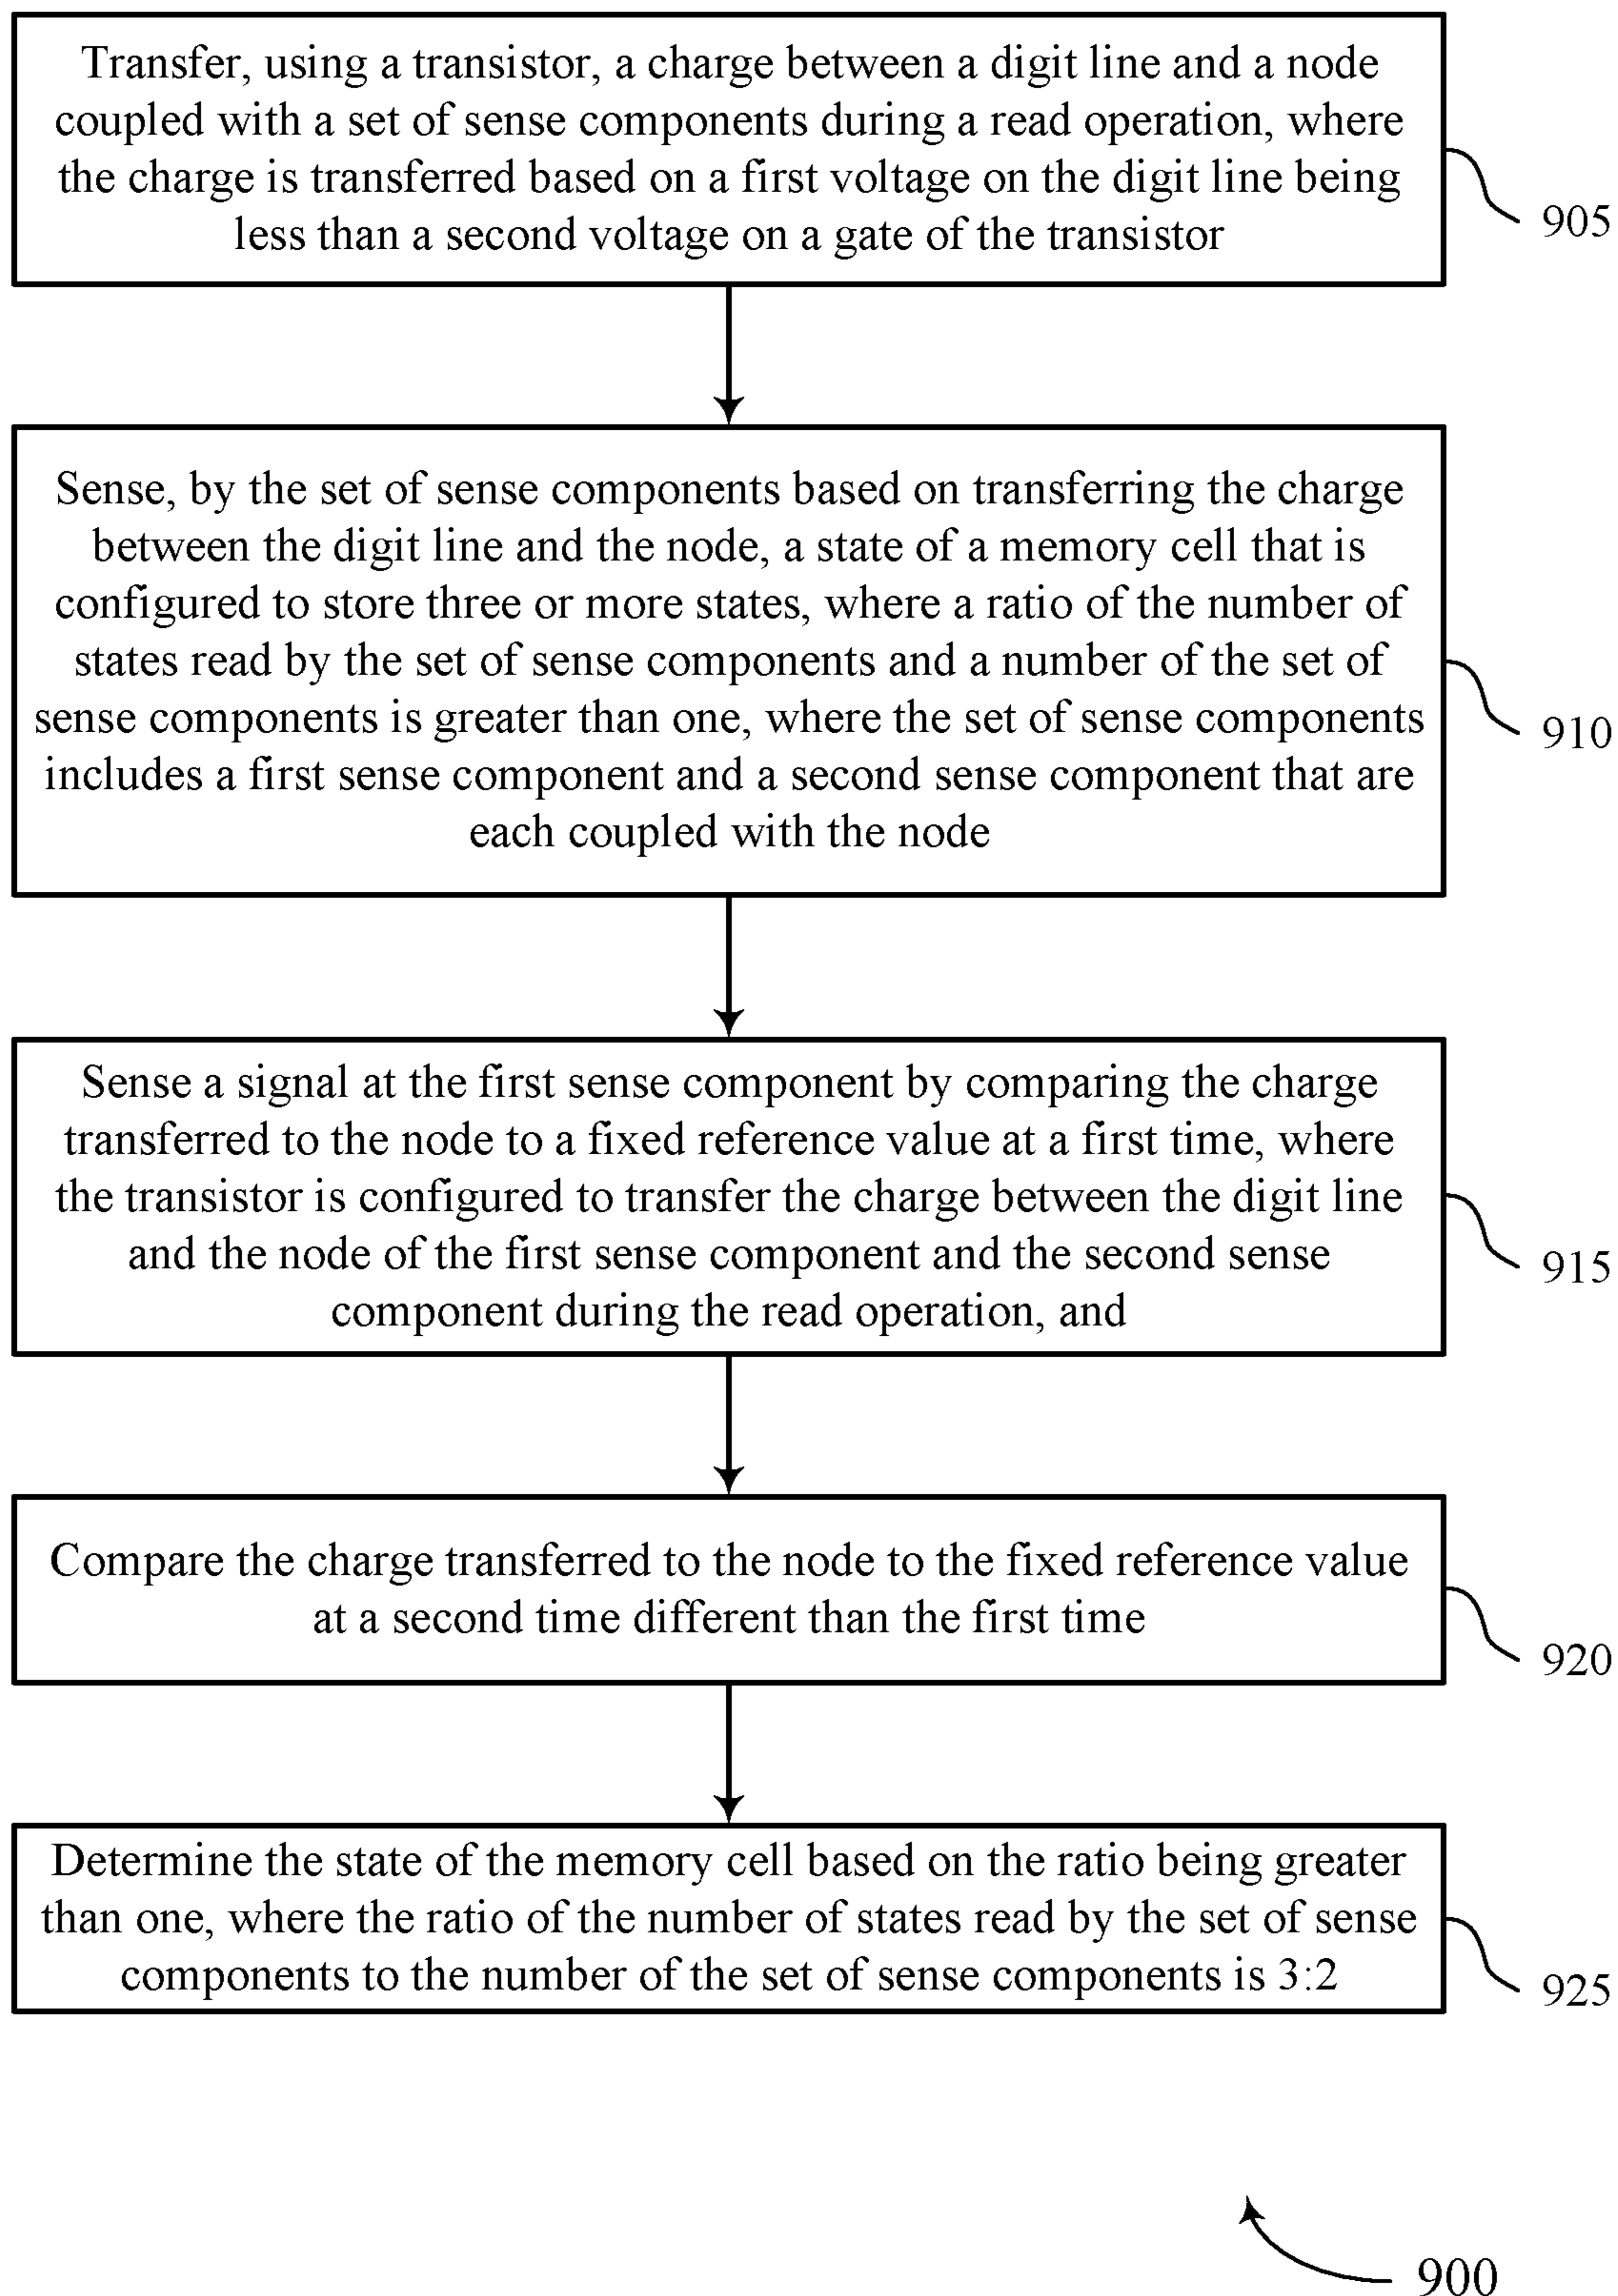 Transfer, using a transistor, a charge between a digit line and a node
coupled with a set of sense components during a read operation, where
the charge is transferred based on a first voltage on the digit line being
less than a second voltage on a gate of the transistor
905
Sense, by the set of sense components based on transferring the charge
between the digit line and the node, a state of a memory cell that is
configured to store three or more states, where a ratio of the number of
states read by the set of sense components and a number of the set of
sense components is greater than one, where the set of sense components
includes a first sense component and a second sense component that are
each coupled with the node
910
Sense a signal at the first sense component by comparing the charge
transferred to the node to a fixed reference value at a first time, where
the transistor is configured to transfer the charge between the digit line
and the node of the first sense component and the second sense
component during the read operation, and
915
Compare the charge transferred to the node to the fixed reference value
at a second time different than the first time
920
Determine the state of the memory cell based on the ratio being greater
than one, where the ratio of the number of states read by the set of sense
components to the number of the set of sense components is 3:2
925
900